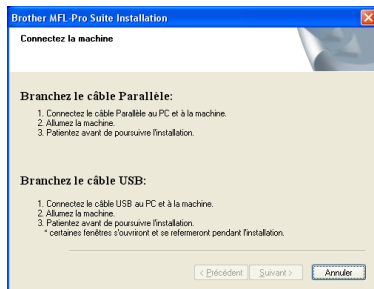 Brother MFL-Pro Suite Installation
Connectez la machine
Branchez le câble Parallèle:
1. Connectez le câble Parallèle au PC et à la machine.
2. Allumez la machine.
3. Patientez avant de poursuivre l'installation.
Branchez le câble USB:
1. Connectez le câble USB au PC et à la machine.
2. Allumez la machine.
3. Patientez avant de poursuivre l'installation.
* certaines fenêtres s'ouvriront et se refermeront pendant l'installation.
< Précédent Suivant > Annuler